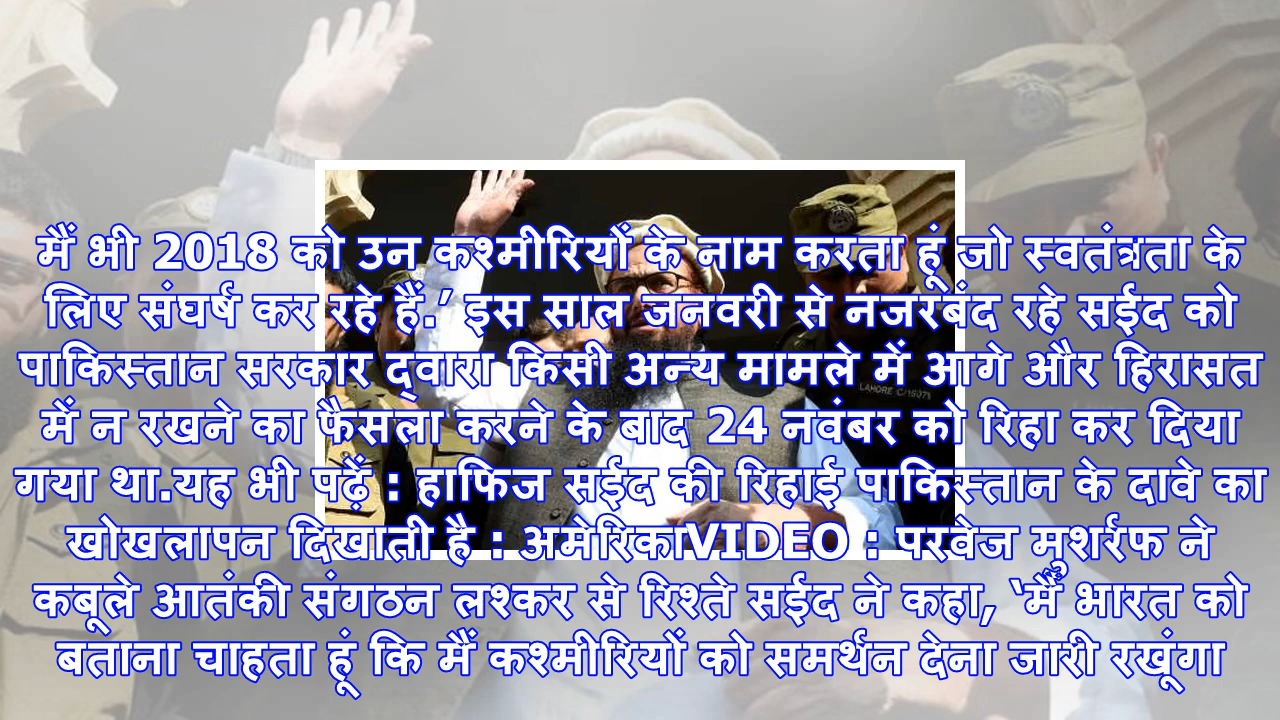 मैं भी 2018 को उन कश्मीरियों के नाम करता हूं जो स्वतंत्रता के
लिए संघर्ष कर रहे हैं.’ इस साल जनवरी से नजरबंद रहे सईद को
पाकिस्तान सरकार द्वारा किसी अन्य मामले में आगे और हिरासत
में न रखने का फैसला करने के बाद 24 नवंबर को रिहा कर दिया
गया था.यह भी पढ़ें : हाफिज सईद की रिहाई पाकिस्तान के दावे का
खोखलापन दिखाती है : अमेरिकाVIDEO : परवेज मुशर्रफ ने
कबूले आतंकी संगठन लश्कर से रिश्ते सईद ने कहा, ‘मैं भारत को
बताना चाहता हूं कि मैं कश्मीरियों को समर्थन देना जारी रखूंगा